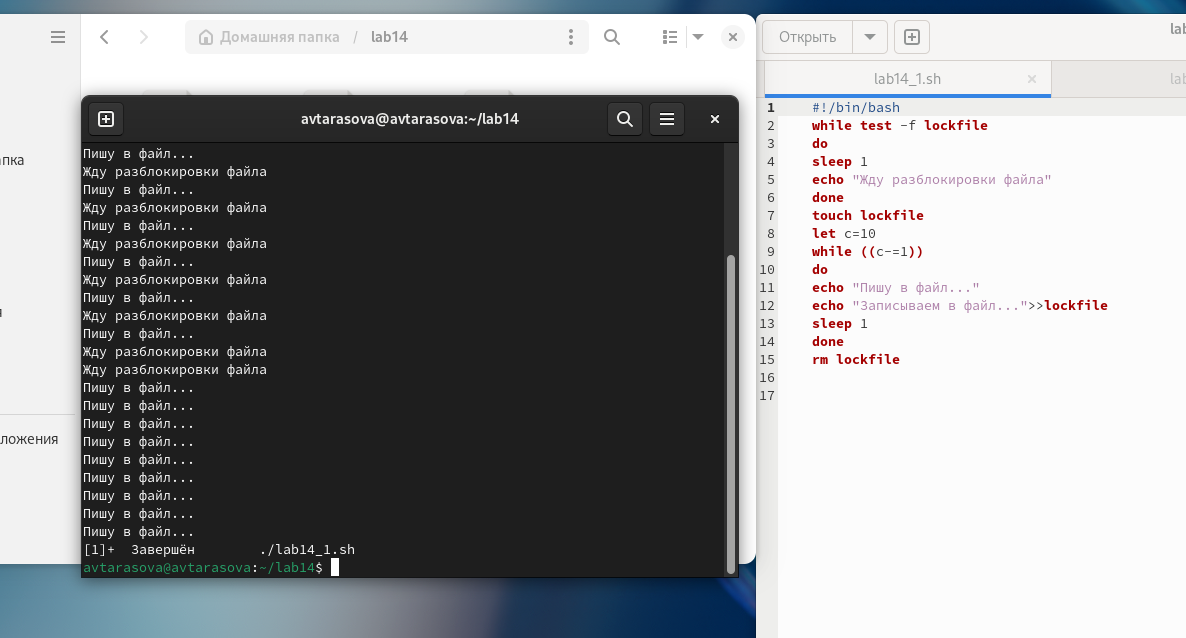 Домашняя папка / lab14
апка
ложения
avtarasova@avtarasova:~/lab14
Пишу в файл...
Жду разблокировки файла
Пишу в файл...
Жду разблокировки файла
Пишу в файл...
Жду разблокировки файла
Пишу в файл...
Жду разблокировки файла
Пишу в файл...
Жду разблокировки файла
Пишу в файл...
Жду разблокировки файла
Жду разблокировки файла
Пишу в файл...
Пишу в файл...
Пишу в файл...
Пишу в файл...
Пишу в файл...
Пишу в файл...
Пишу в файл...
Пишу в файл...
Пишу в файл...
[1]+  Завершён        ./lab14_1.sh
avtarasova@avtarasova:~/lab14$
Открыть
lab
lab14_1.sh
lab
1 #!/bin/bash
2 while test -f lockfile
3 do
4 sleep 1
5 echo "Жду разблокировки файла"
6 done
7 touch lockfile
8 let c=10
9 while ((c-=1))
10 do
11 echo "Пишу в файл..."
12 echo "Записываем в файл...">>lockfile
13 sleep 1
14 done
15 rm lockfile
16
17